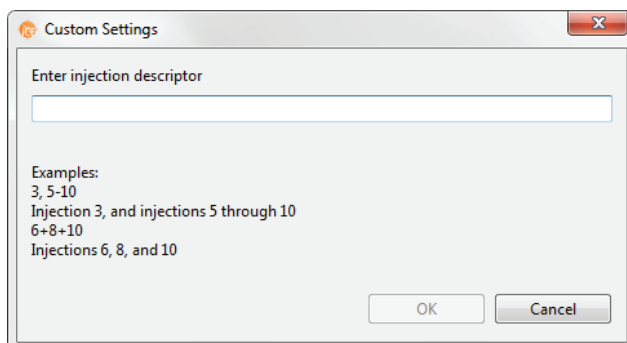 Custom Settings
Enter injection descriptor
Examples:
3, 5-10
Injection 3, and injections 5 through 10
6+8+10
Injections 6, 8, and 10
OK
Cancel